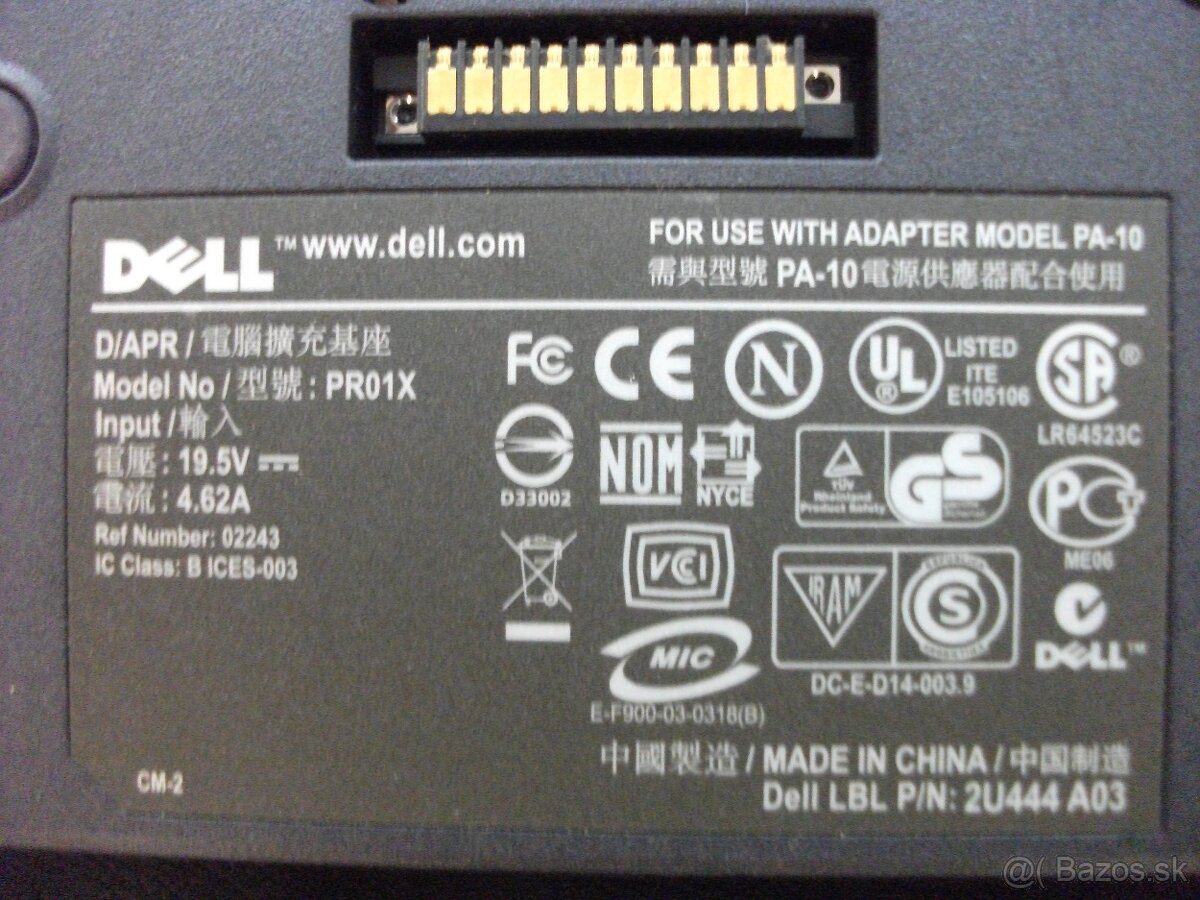 DELL™ www.dell.com
FOR USE WITH ADAPTER MODEL PA-10
需與型號 PA-10 電源供應器配合使用
D/APR / 電腦擴充基座
Model No / 型號 : PR01X
Input / 輸入
電壓 : 19.5V
電流 : 4.62A
Ref Number: 02243
IC Class: B ICES-003
FC CE N UL® LISTED
ITE
E105106
SA®
LR64523C
D33002
NOM
NYCE
TÜV
Rheinland
Product Safety
GS
PCT
ME06
VCI
IRAM
S
DELL™
MIC
DC-E-D14-003.9
E-F900-03-0318(B)
中國製造 / MADE IN CHINA / 中国制造
CM-2
Dell LBL P/N: 2U444 A03
@( Bazos.sk